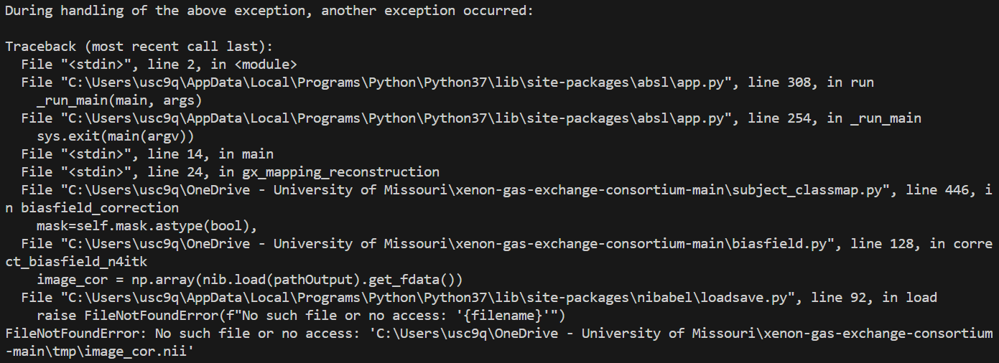 During handling of the above exception, another exception occurred:

Traceback (most recent call last):
  File "<stdin>", line 2, in <module>
  File "C:\Users\usc9q\AppData\Local\Programs\Python\Python37\lib\site-packages\absl\app.py", line 308, in run
    _run_main(main, args)
  File "C:\Users\usc9q\AppData\Local\Programs\Python\Python37\lib\site-packages\absl\app.py", line 254, in _run_main
    sys.exit(main(argv))
  File "<stdin>", line 14, in main
  File "<stdin>", line 24, in gx_mapping_reconstruction
  File "C:\Users\usc9q\OneDrive - University of Missouri\xenon-gas-exchange-consortium-main\subject_classmap.py", line 446, i
n biasfield_correction
    mask=self.mask.astype(bool),
  File "C:\Users\usc9q\OneDrive - University of Missouri\xenon-gas-exchange-consortium-main\biasfield.py", line 128, in corre
ct_biasfield_n4itk
    image_cor = np.array(nib.load(pathOutput).get_fdata())
  File "C:\Users\usc9q\AppData\Local\Programs\Python\Python37\lib\site-packages\nibabel\loadsave.py", line 92, in load
    raise FileNotFoundError(f"No such file or no access: '{filename}'")
FileNotFoundError: No such file or no access: 'C:\Users\usc9q\OneDrive - University of Missouri\xenon-gas-exchange-consortium
-main\tmp\image_cor.nii'